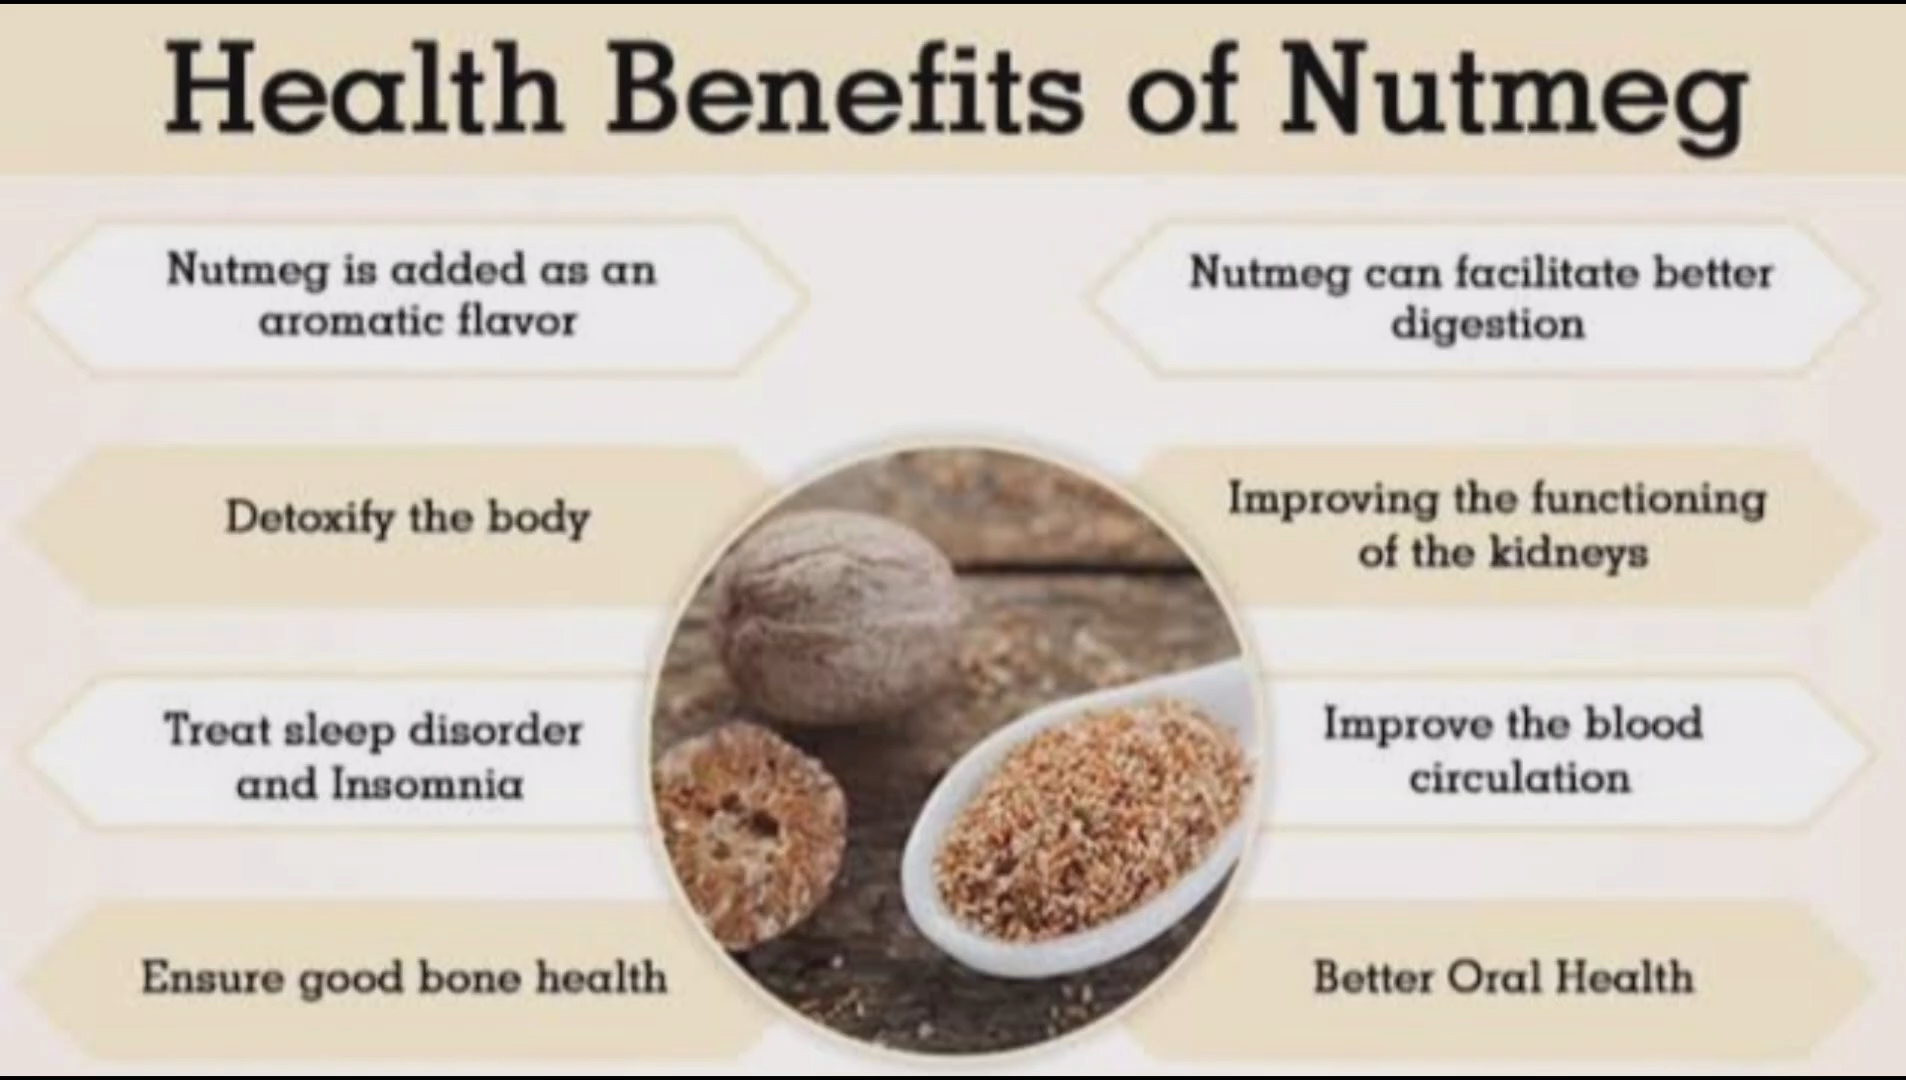 Health Benefits of Nutmeg
Nutmeg is added as an
aromatic flavor
Nutmeg can facilitate better
digestion
Detoxify the body
Improving the functioning
of the kidneys
Treat sleep disorder
and Insomnia
Improve the blood
circulation
Ensure good bone health
Better Oral Health